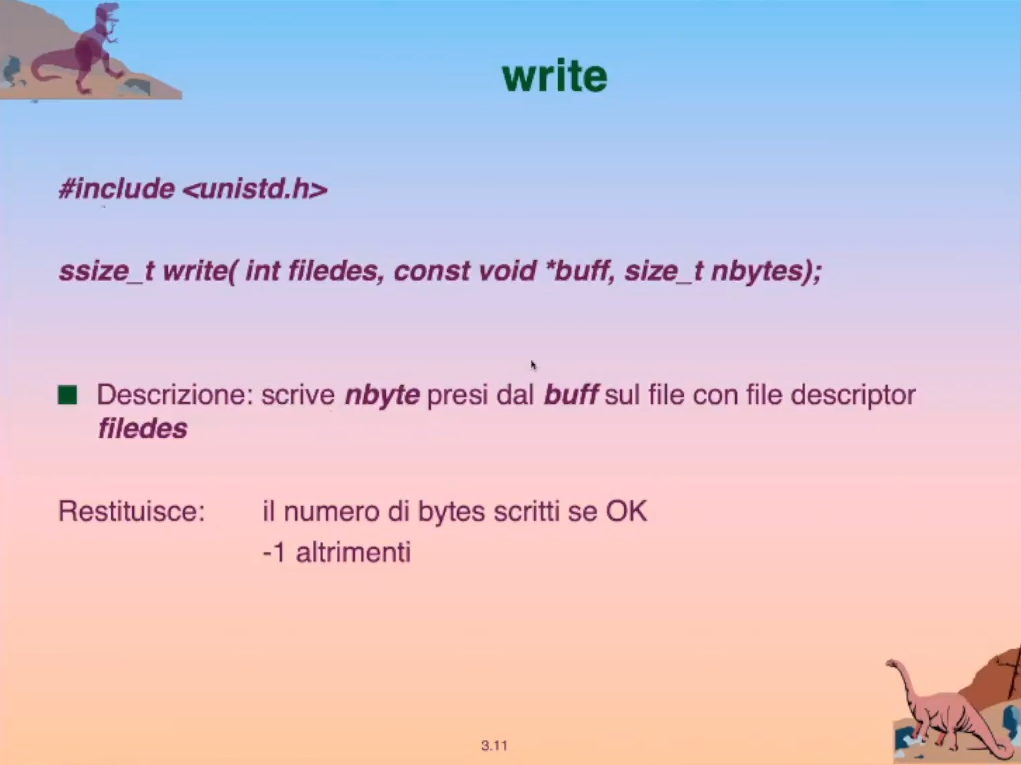 write
#include <unistd.h>
ssize_t write( int filedes, const void *buff, size_t nbytes);
Descrizione: scrive nbyte presi dal buff sul file con file descriptor
filedes
Restituisce: il numero di bytes scritti se OK
-1 altrimenti
3.11